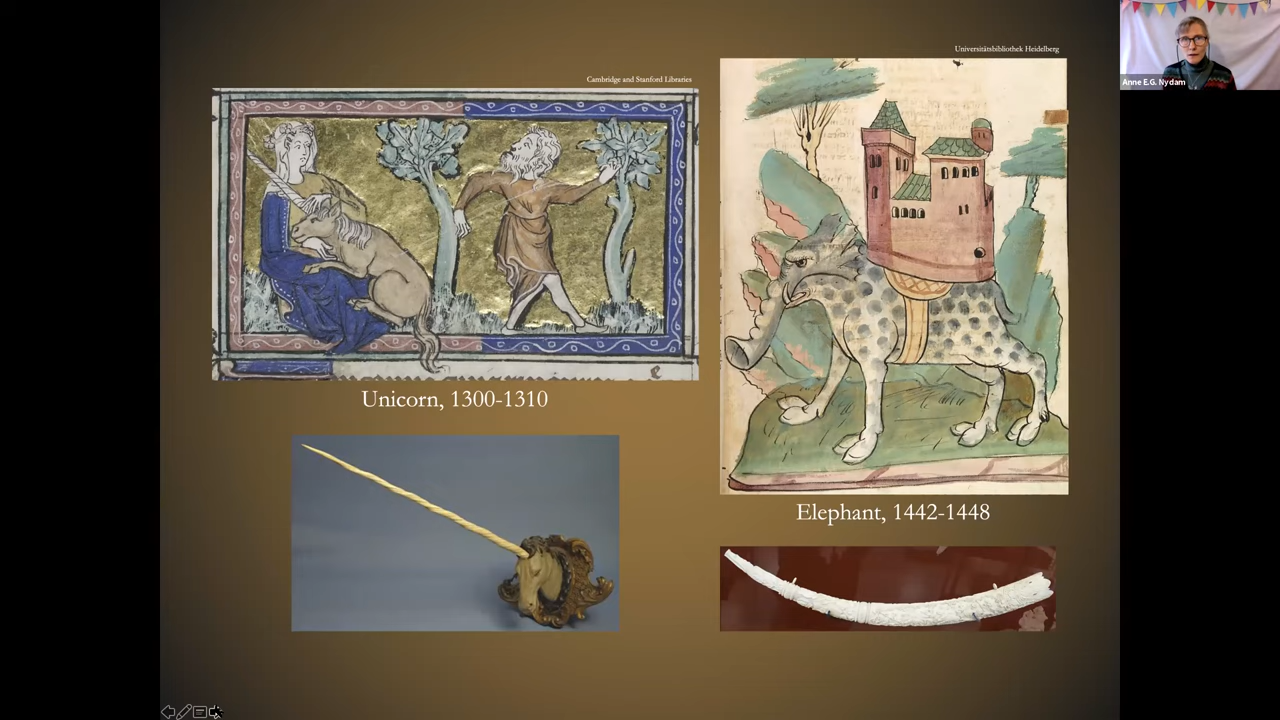 Cambridge and Stanford Libraries
Unicorn, 1300-1310
Universitätsbibliothek Heidelberg
Elephant, 1442-1448
Anne E.G. Nydam